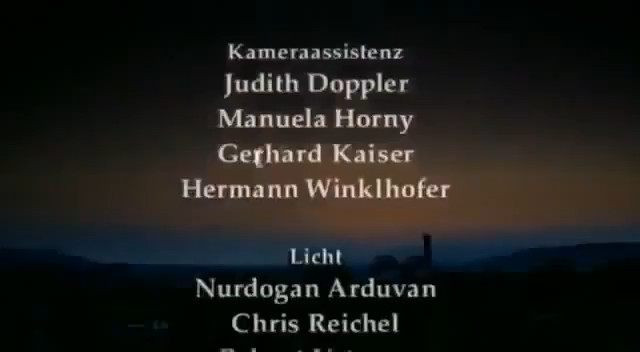 Kameraassistenz
Judith Doppler
Manuela Horny
Gerhard Kaiser
Hermann Winklhofer
Licht
Nurdogan Arduvan
Chris Reichel